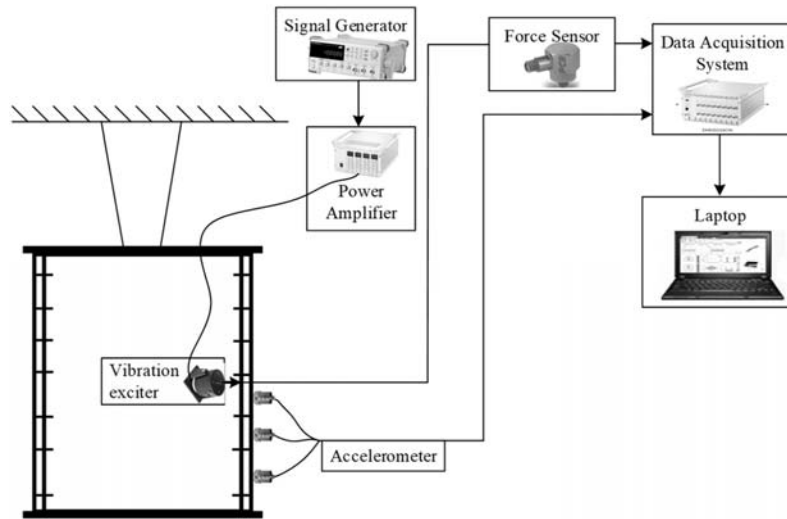 Signal Generator
Force Sensor
Data Acquisition
System
Power
Amplifier
Laptop
Vibration
exciter
Accelerometer